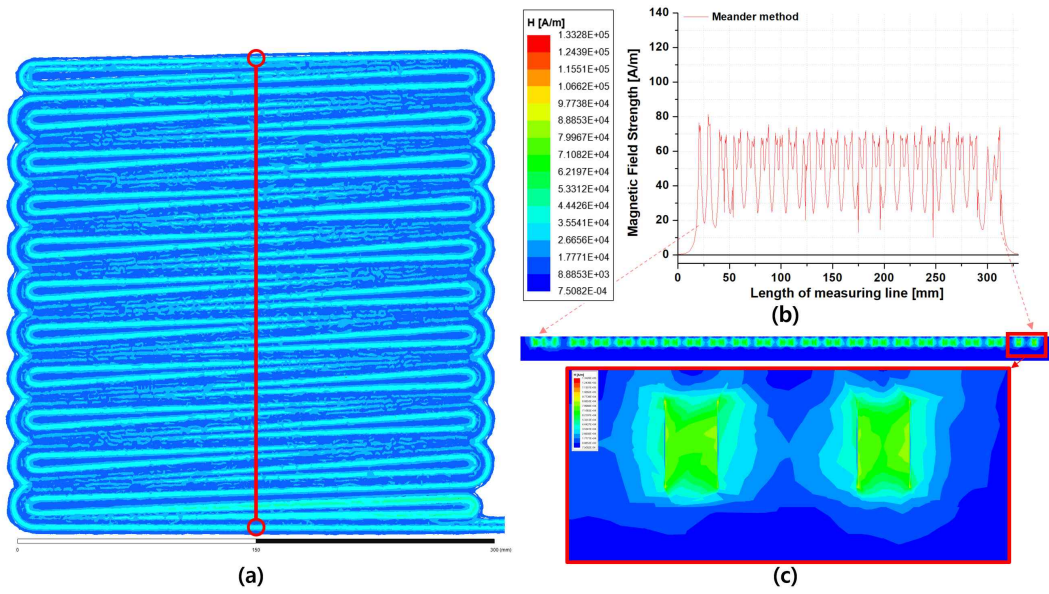 0
150
300 (mm)
(a)
H [A/m]
1.3328E+05
1.2439E+05
1.1551E+05
1.0662E+05
9.7738E+04
8.8853E+04
7.9967E+04
7.1082E+04
6.2197E+04
5.3312E+04
4.4426E+04
3.5541E+04
2.6656E+04
1.7771E+04
8.8853E+03
7.5082E-04
Meander method
Magnetic Field Strength [A/m]
140
120
100
80
60
40
20
0
0
50
100
150
200
250
300
Length of measuring line [mm]
(b)
(c)